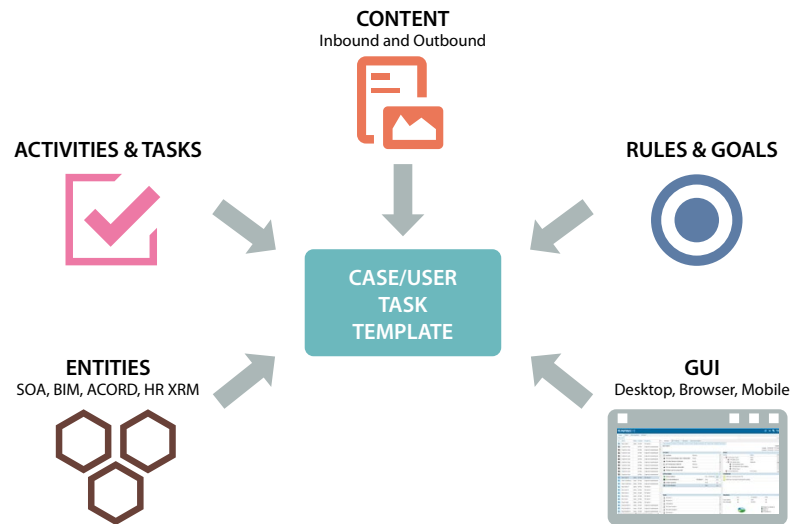 CONTENT
Inbound and Outbound
ACTIVITIES & TASKS
RULES & GOALS
CASE/USER
TASK
TEMPLATE
ENTITIES
SOA, BIM, ACORD, HR XRM
GUI
Desktop, Browser, Mobile